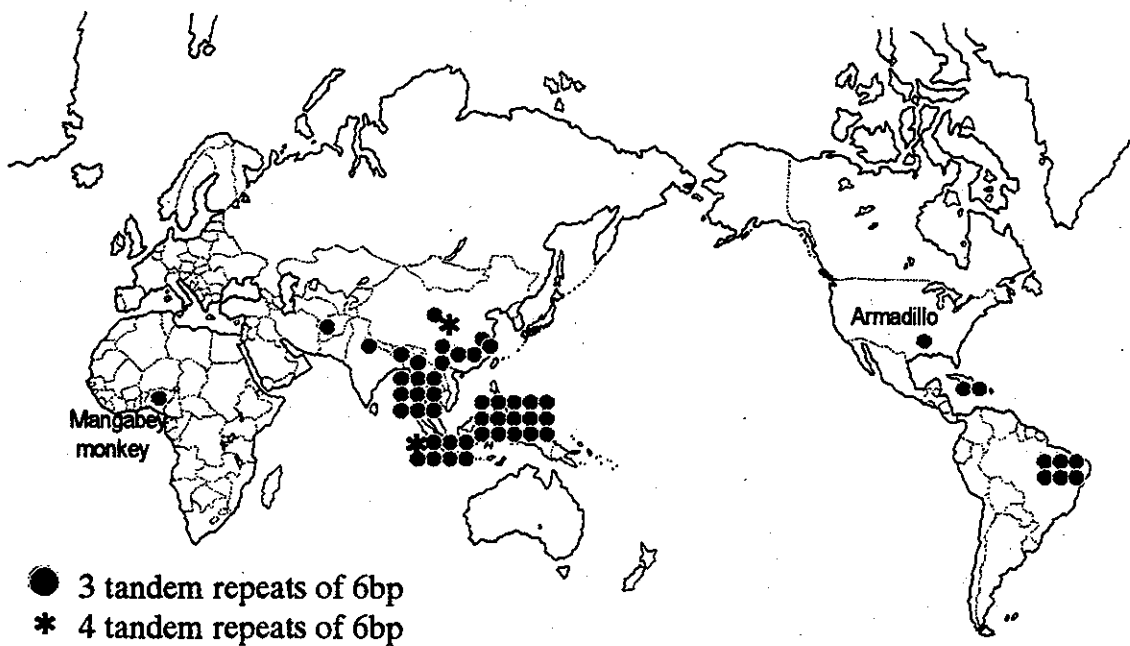 Armadillo
Mangabey
monkey
3 tandem repeats of 6bp
* 4 tandem repeats of 6bp